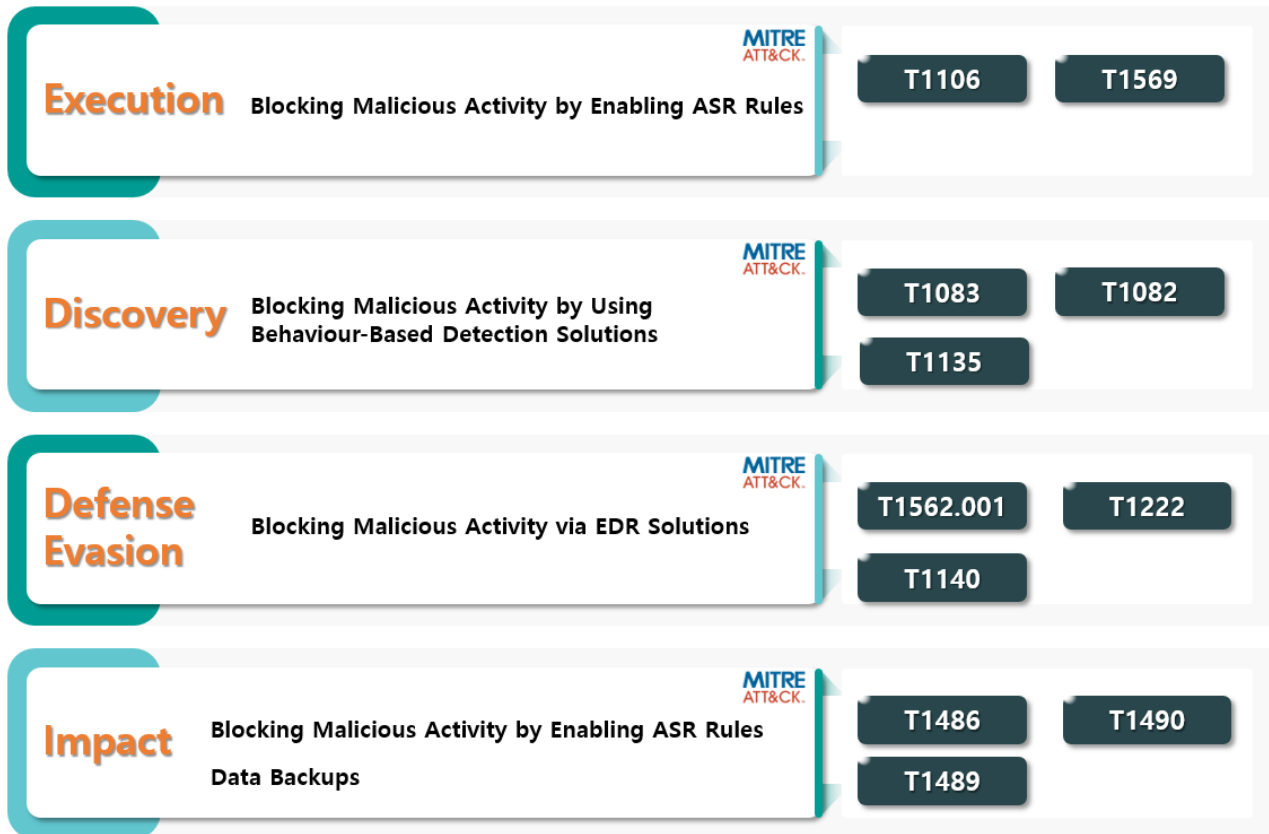 MITRE
ATT&CK.
Execution
Blocking Malicious Activity by Enabling ASR Rules
T1106
T1569
MITRE
ATT&CK.
Discovery
Blocking Malicious Activity by Using
Behaviour-Based Detection Solutions
T1083
T1082
T1135
MITRE
ATT&CK.
Defense
Evasion
Blocking Malicious Activity via EDR Solutions
T1562.001
T1222
T1140
MITRE
ATT&CK.
Impact
Blocking Malicious Activity by Enabling ASR Rules
Data Backups
T1486
T1490
T1489